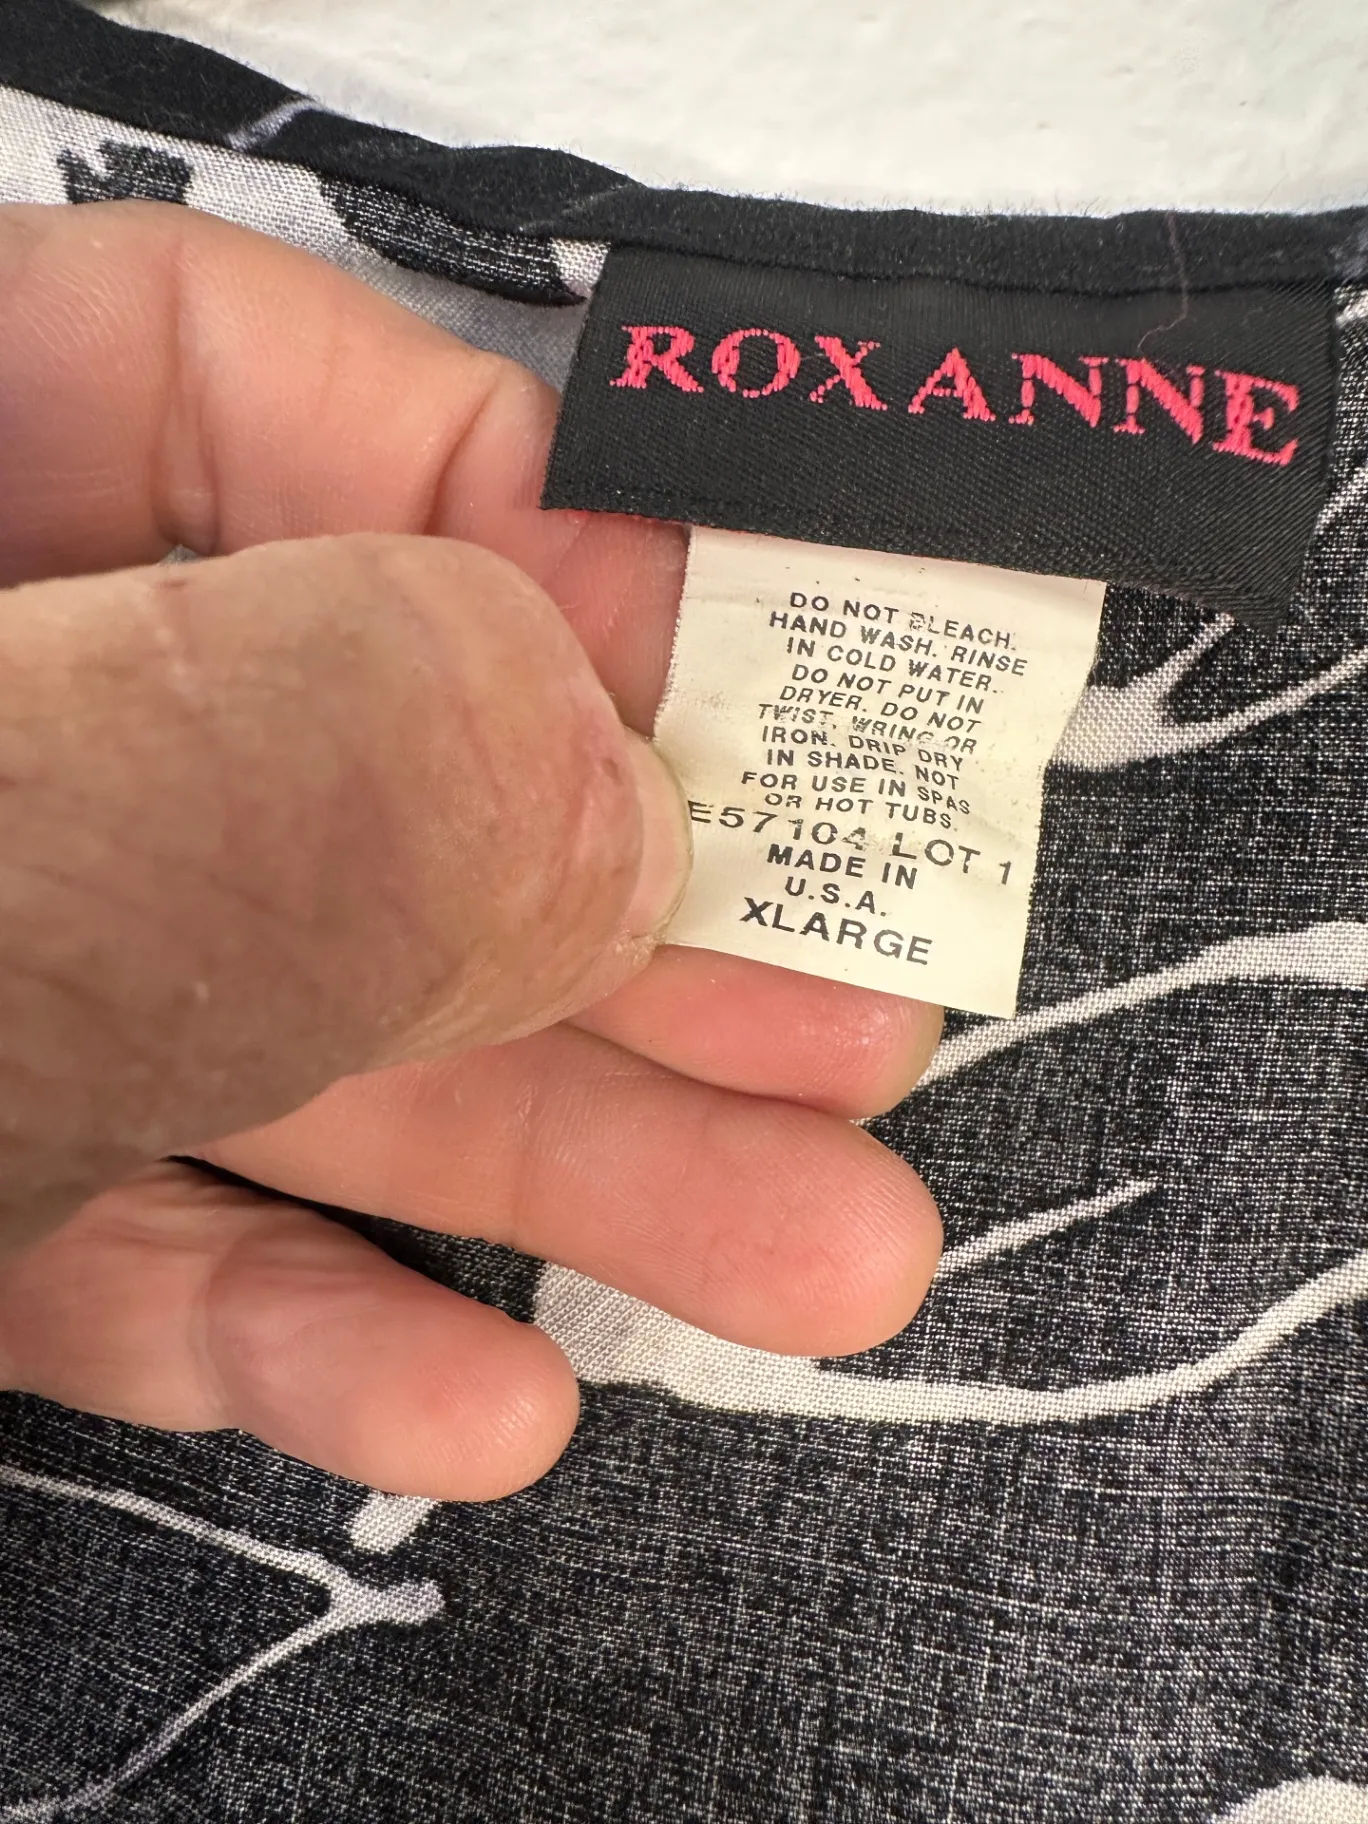 ROXANNE
DO NOT BLEACH.
HAND WASH. RINSE
IN COLD WATER.
DO NOT PUT IN
DRYER. DO NOT
TWIST, WRING OR
IRON. DRIP DRY
IN SHADE. NOT
FOR USE IN SPAS
OR HOT TUBS.
E57104 LOT 1
MADE IN
U.S.A.
XLARGE